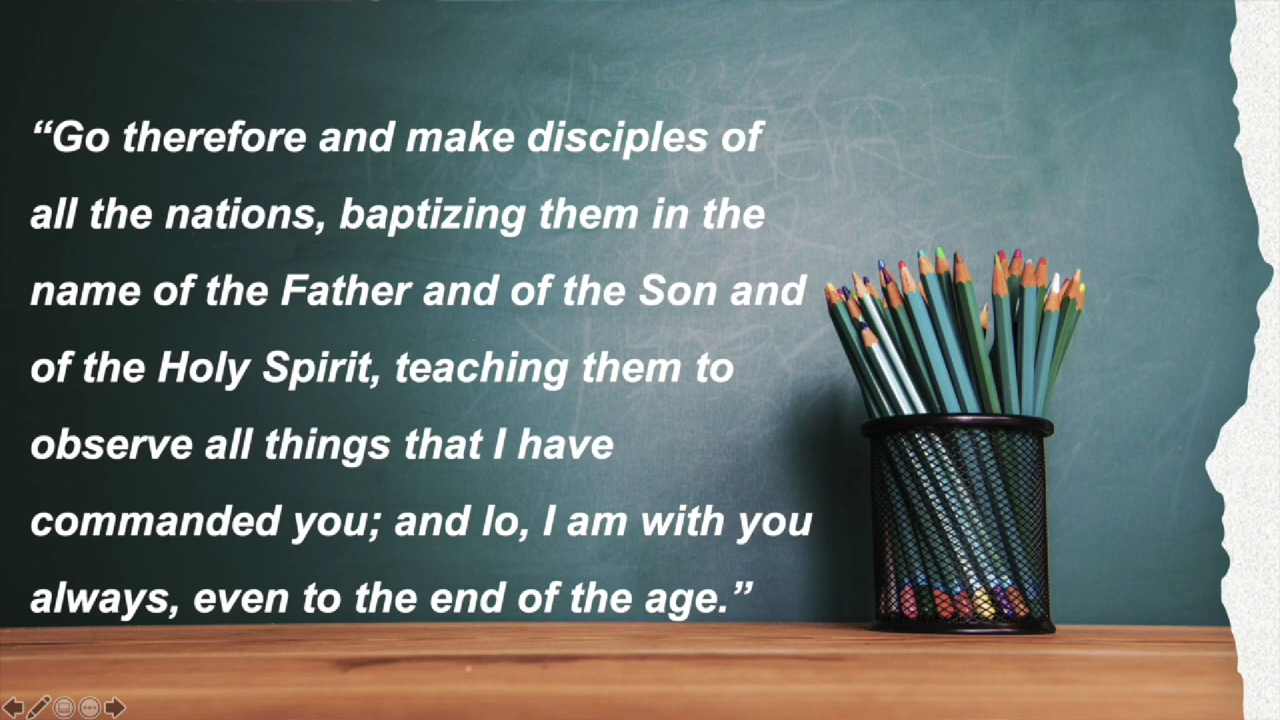 “Go therefore and make disciples of
all the nations, baptizing them in the
name of the Father and of the Son and
of the Holy Spirit, teaching them to
observe all things that I have
commanded you; and lo, I am with you
always, even to the end of the age.”